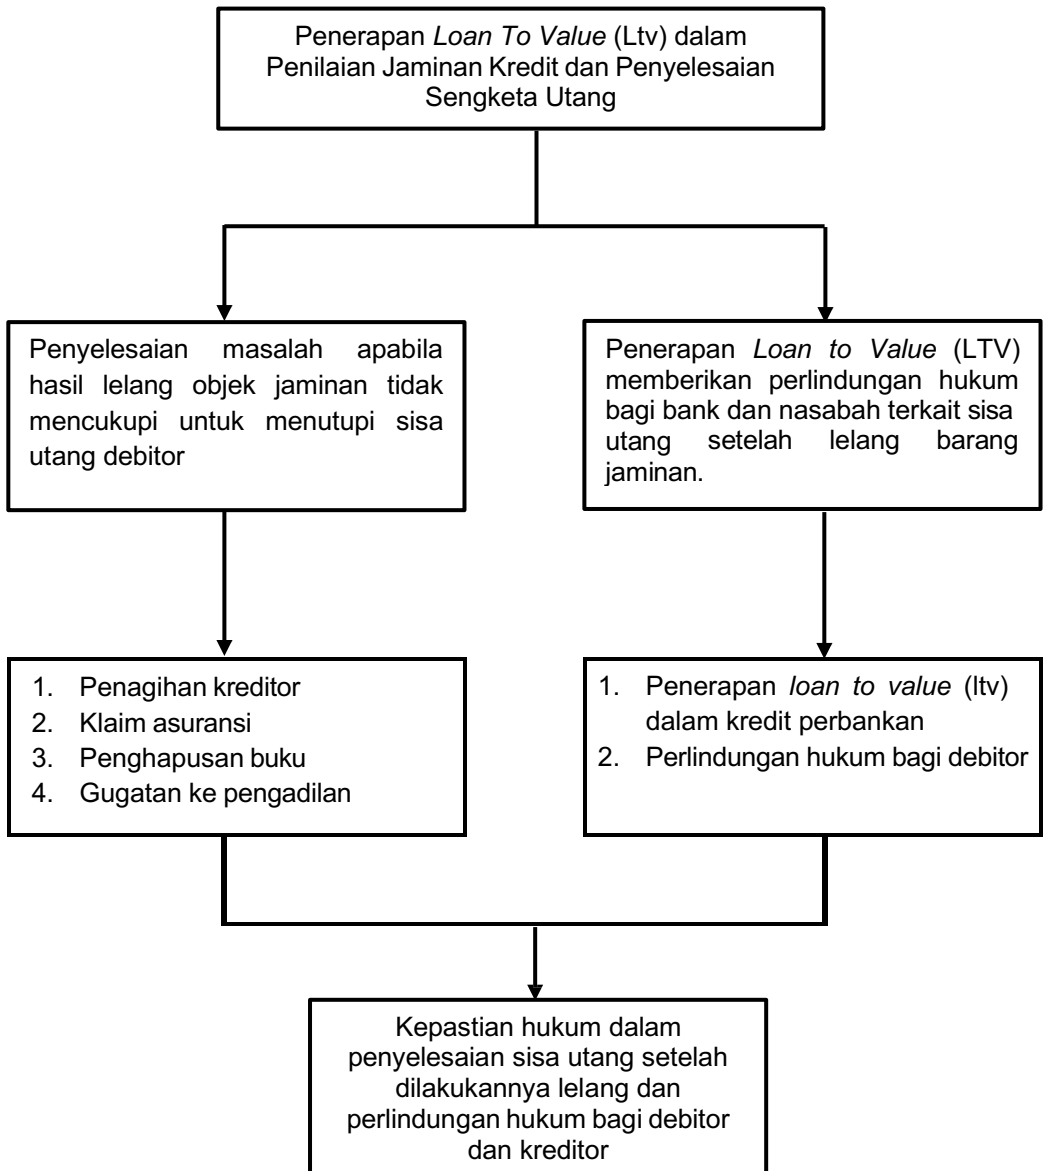 Penerapan Loan To Value (Ltv) dalam
Penilaian Jaminan Kredit dan Penyelesaian
Sengketa Utang
Penyelesaian masalah apabila
hasil lelang objek jaminan tidak
mencukupi untuk menutupi sisa
utang debitor
Penerapan Loan to Value (LTV)
memberikan perlindungan hukum
bagi bank dan nasabah terkait sisa
utang setelah lelang barang
jaminan.
1. Penagihan kreditor
2. Klaim asuransi
3. Penghapusan buku
4. Gugatan ke pengadilan
1. Penerapan loan to value (ltv)
dalam kredit perbankan
2. Perlindungan hukum bagi debitor
Kepastian hukum dalam
penyelesaian sisa utang setelah
dilakukannya lelang dan
perlindungan hukum bagi debitor
dan kreditor